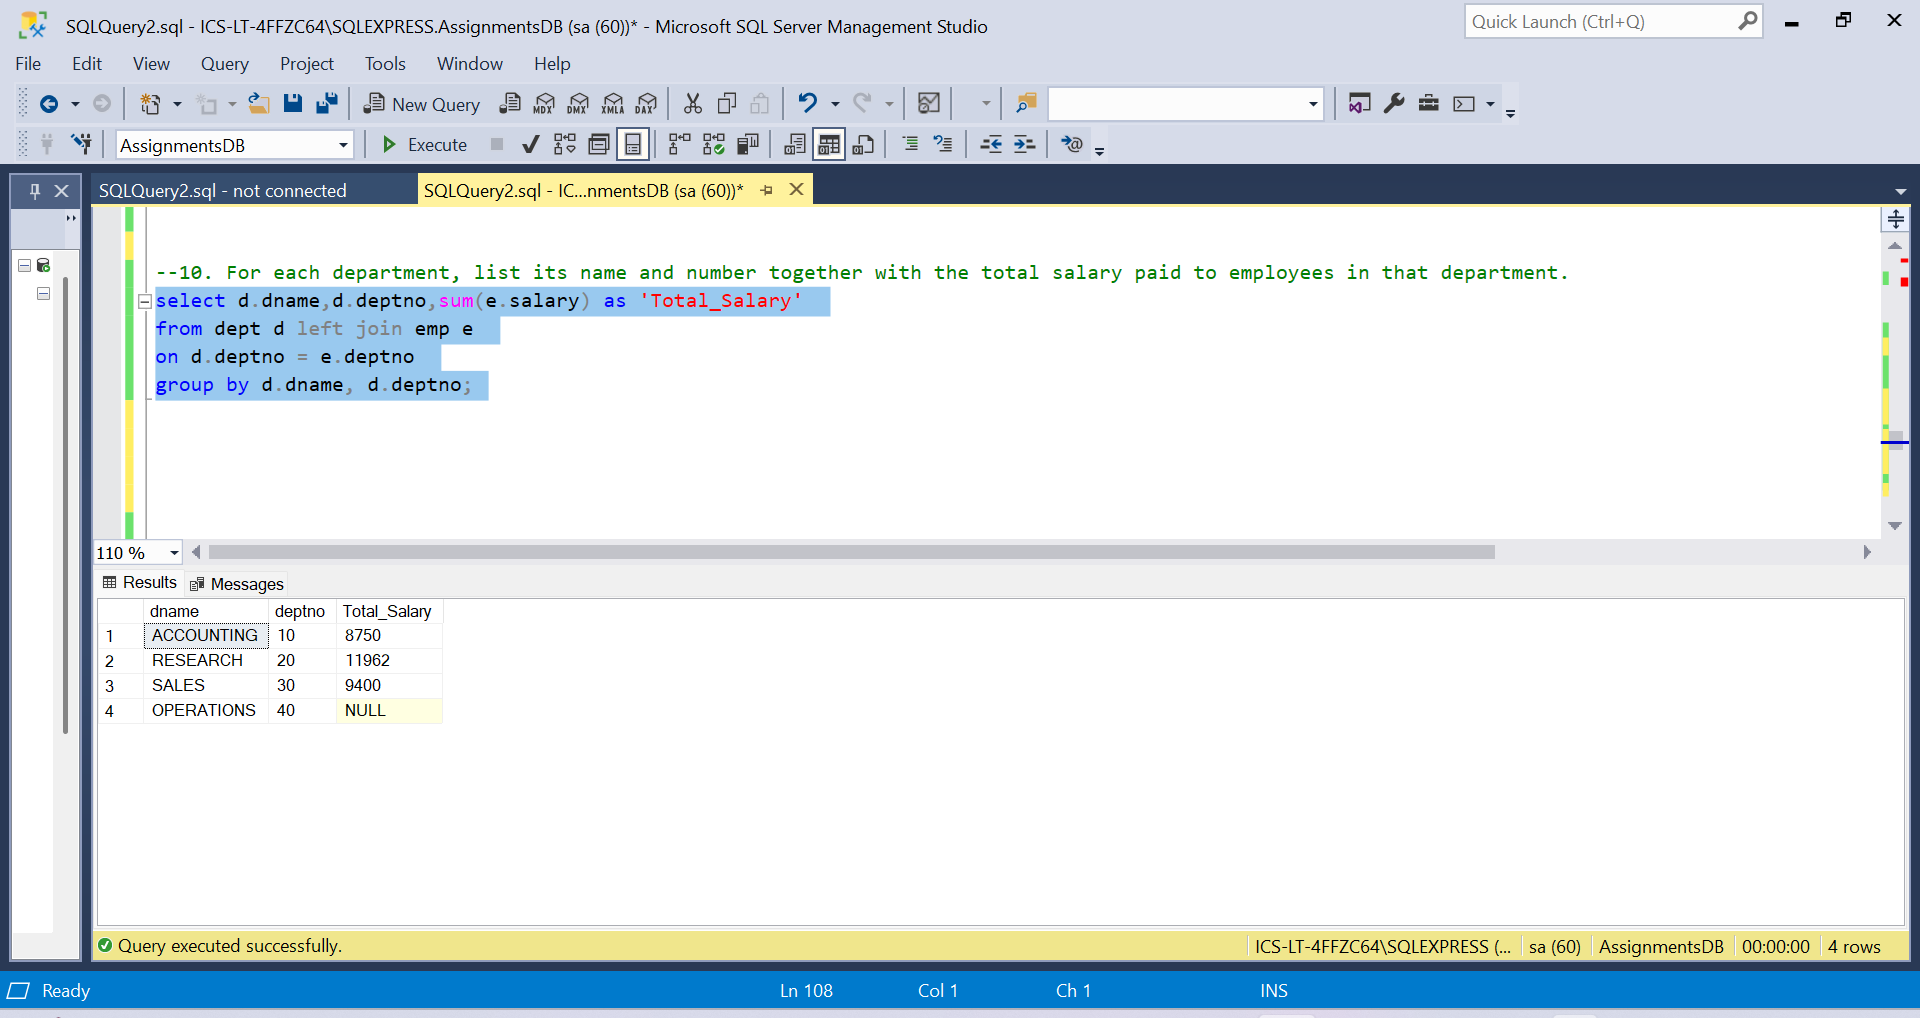 SQLQuery2.sql - ICS-LT-4FFZC64\SQLEXPRESS.AssignmentsDB (sa (60))* - Microsoft SQL Server Management Studio
Quick Launch (Ctrl+Q)
File Edit View Query Project Tools Window Help
New Query MDX DMX XMLA DAX
AssignmentsDB Execute
SQLQuery2.sql - not connected SQLQuery2.sql - IC...nmentsDB (sa (60))*
--10. For each department, list its name and number together with the total salary paid to employees in that department.
select d.dname,d.deptno,sum(e.salary) as 'Total_Salary'
from dept d left join emp e
on d.deptno = e.deptno
group by d.dname, d.deptno;
110 %
Results Messages
dname deptno Total_Salary
1 ACCOUNTING 10 8750
2 RESEARCH 20 11962
3 SALES 30 9400
4 OPERATIONS 40 NULL
Query executed successfully. ICS-LT-4FFZC64\SQLEXPRESS (... sa (60) AssignmentsDB 00:00:00 4 rows
Ready Ln 108 Col 1 Ch 1 INS